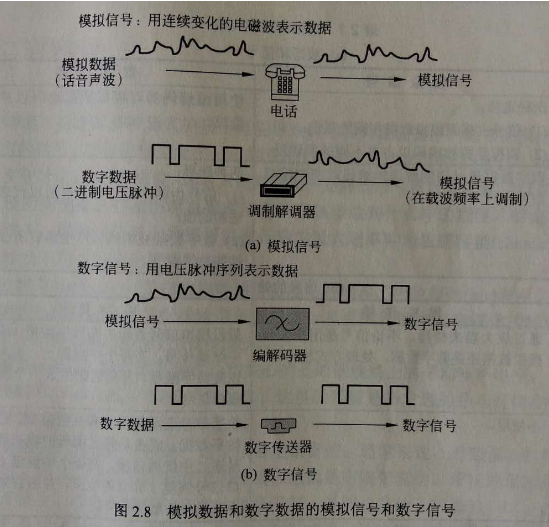 模拟信号：用连续变化的电磁波表示数据
模拟数据
（话音声波）
模拟信号
电话
数字数据
（二进制电压脉冲）
模拟信号
（在载波频率上调制）
调制解调器
(a) 模拟信号
数字信号：用电压脉冲序列表示数据
模拟信号
数字信号
编解码器
数字数据
数字信号
数字传送器
(b) 数字信号
图 2.8 模拟数据和数字数据的模拟信号和数字信号